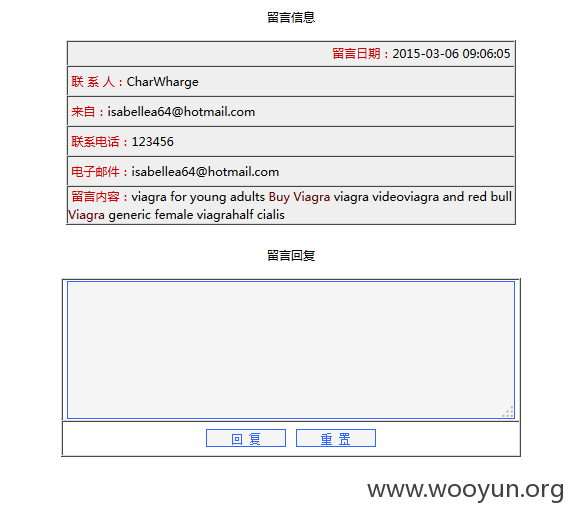 留言信息
留言日期：2015-03-06 09:06:05
联 系 人：CharWharge
来自：isabellea64@hotmail.com
联系电话：123456
电子邮件：isabellea64@hotmail.com
留言内容：viagra for young adults Buy Viagra viagra videoviagra and red bull
Viagra generic female viagrahalf cialis
留言回复
回 复 重 置
www.wooyun.org